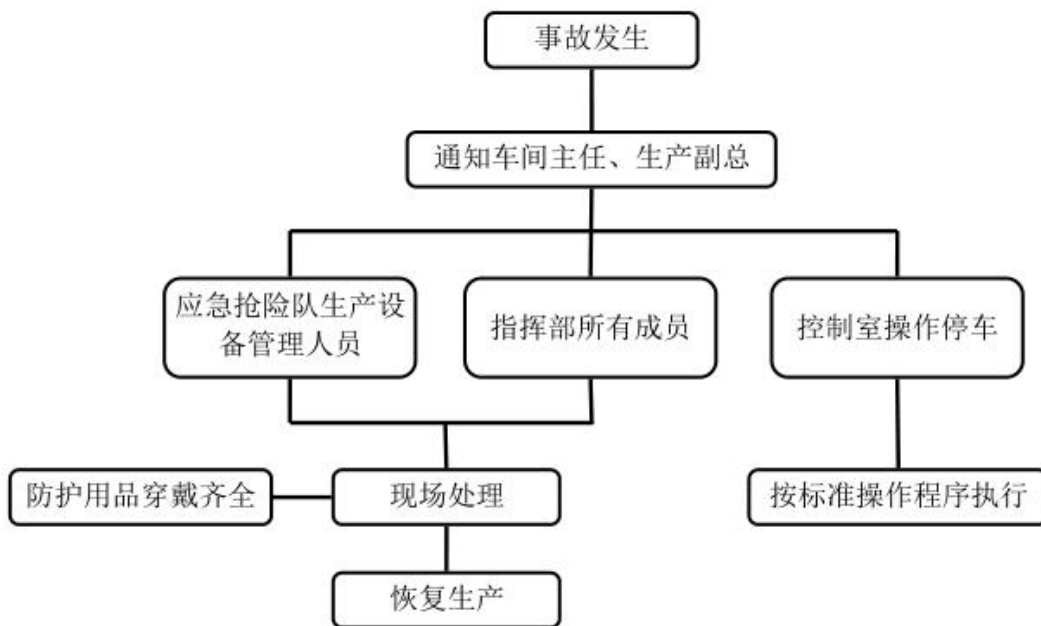 事故发生
通知车间主任、生产副总
应急抢险队生产设
备管理人员
指挥部所有成员
控制室操作停车
防护用品穿戴齐全
现场处理
按标准操作程序执行
恢复生产